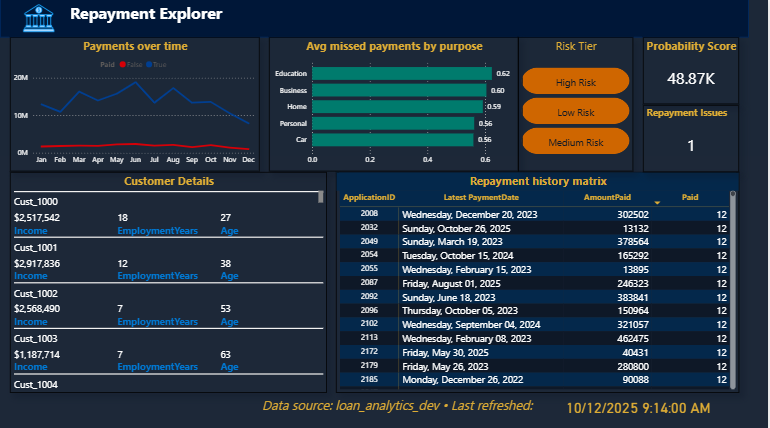 Repayment Explorer
Payments over time
Paid False True
20M
10M
0M
Jan Feb Mar Apr May Jun Jul Aug Sep Oct Nov Dec
Avg missed payments by purpose
Education 0.62
Business 0.60
Home 0.59
Personal 0.56
Car 0.56
0.0 0.2 0.4 0.6
Risk Tier
High Risk
Low Risk
Medium Risk
Probability Score
48.87K
Repayment Issues
1
Customer Details
Cust_1000
$2,517,542 18 27
Income EmploymentYears Age
Cust_1001
$2,917,836 12 38
Income EmploymentYears Age
Cust_1002
$2,568,490 7 53
Income EmploymentYears Age
Cust_1003
$1,187,714 7 63
Income EmploymentYears Age
Cust_1004
Repayment history matrix
ApplicationID Latest PaymentDate AmountPaid Paid
2008 Wednesday, December 20, 2023 302502 12
2032 Sunday, October 26, 2025 13132 12
2049 Sunday, March 19, 2023 378564 12
2054 Tuesday, October 15, 2024 165292 12
2055 Wednesday, February 15, 2023 13895 12
2087 Friday, August 01, 2025 246323 12
2092 Sunday, June 18, 2023 383841 12
2096 Thursday, October 05, 2023 150964 12
2102 Wednesday, September 04, 2024 321057 12
2113 Wednesday, February 08, 2023 462475 12
2172 Friday, May 30, 2025 40431 12
2179 Friday, May 26, 2023 280800 12
2185 Monday, December 26, 2022 90088 12
Data source: loan_analytics_dev • Last refreshed: 10/12/2025 9:14:00 AM